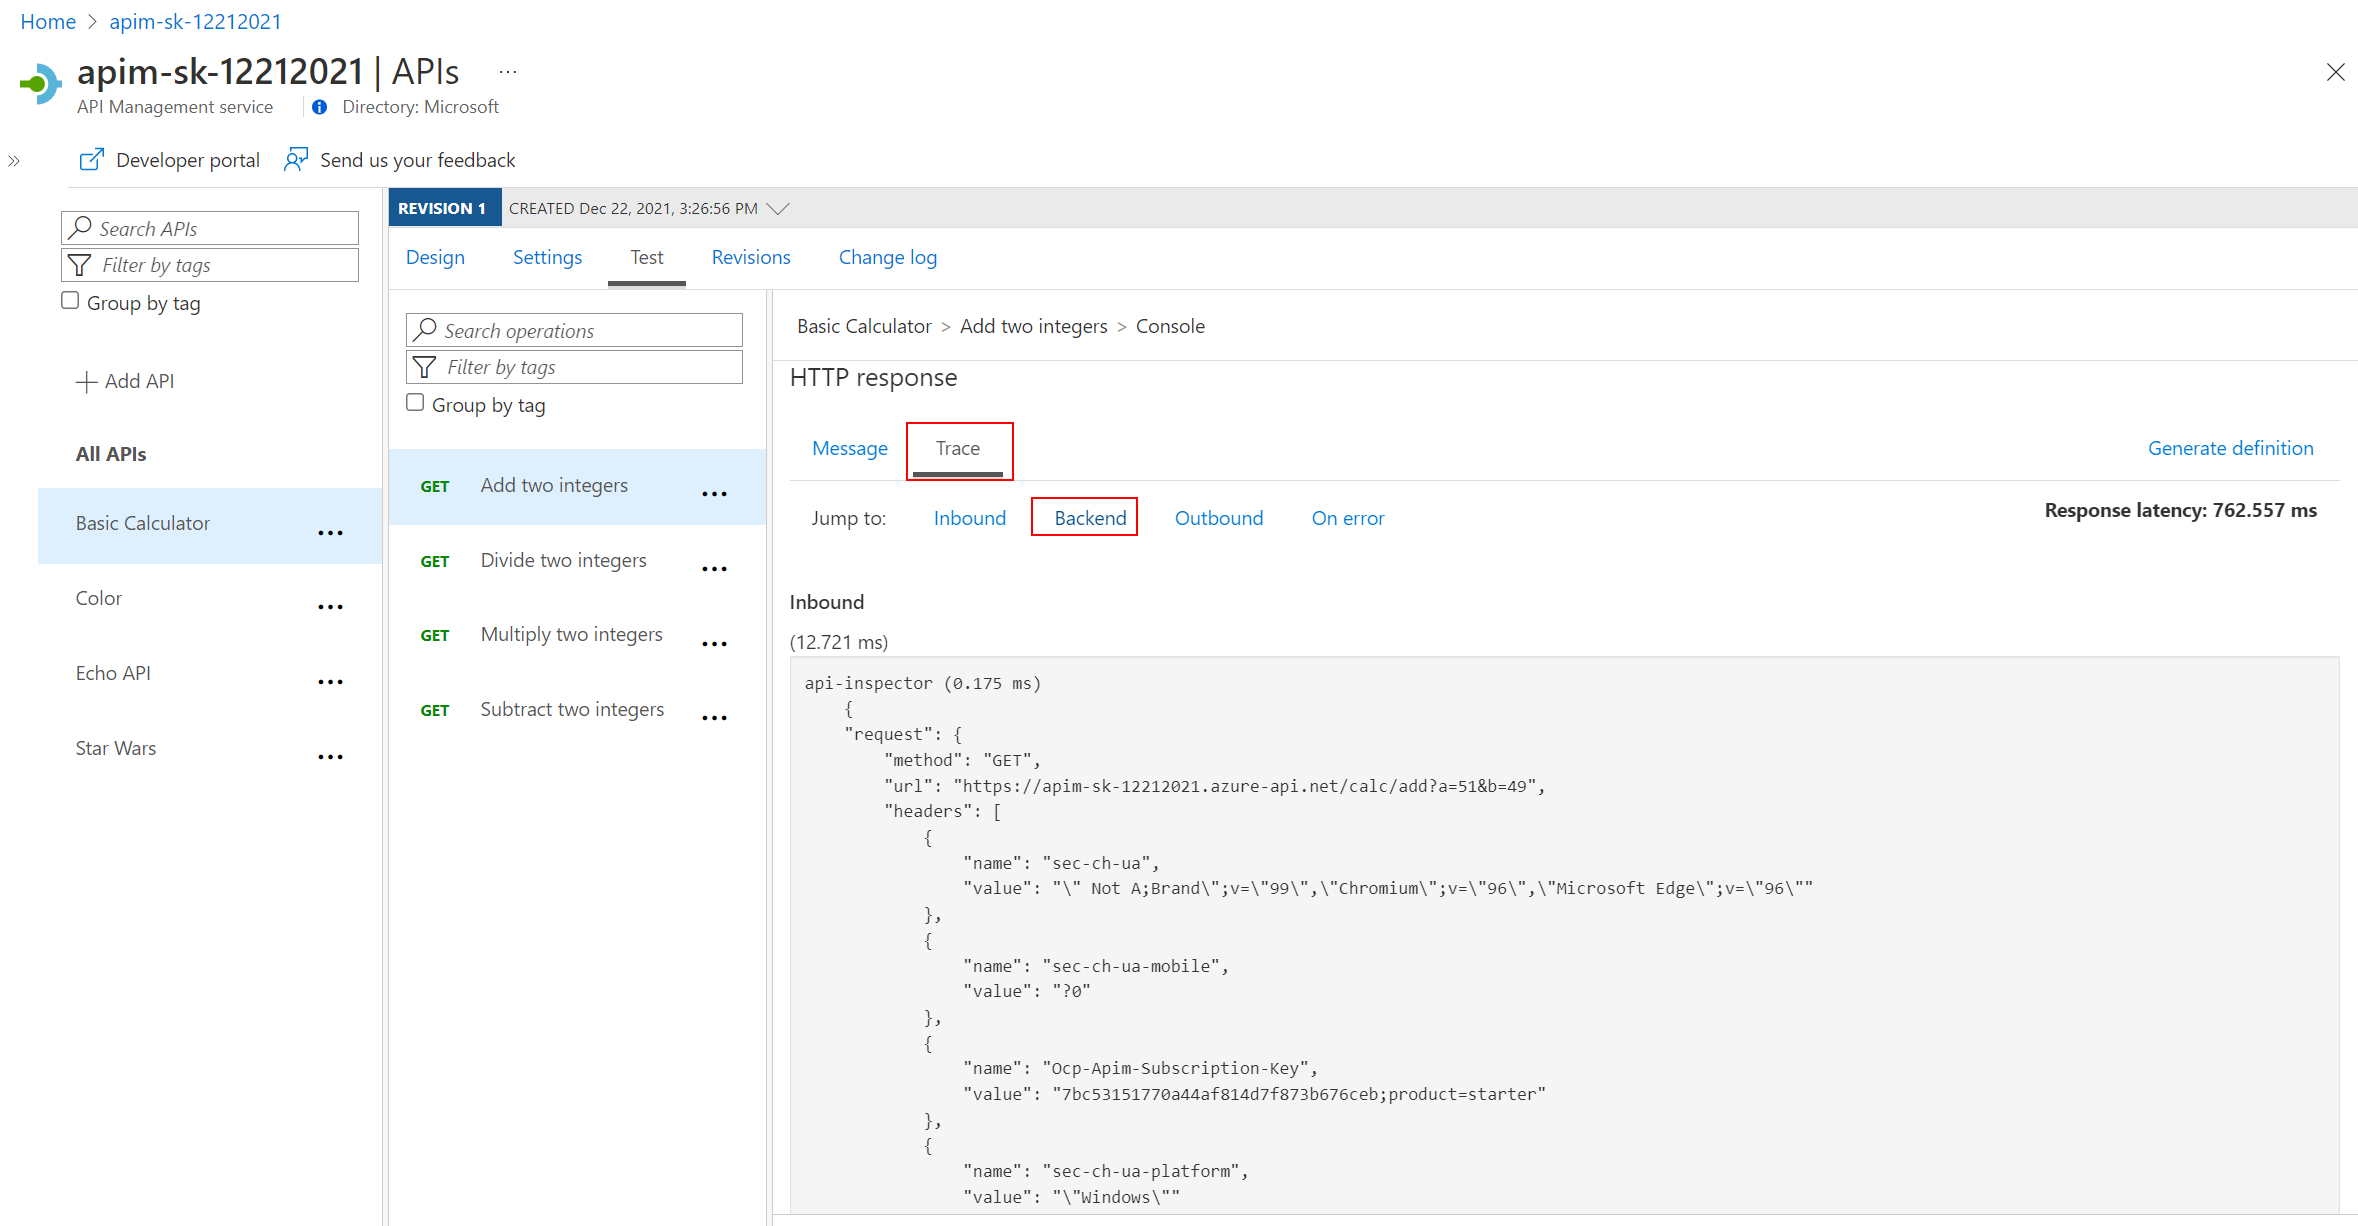 Home > apim-sk-12212021
apim-sk-12212021 | APIs ...
API Management service
Directory: Microsoft
Developer portal
Send us your feedback
Search APIs
Filter by tags
Group by tag
Add API
All APIs
Basic Calculator
Color
Echo API
Star Wars
REVISION 1 CREATED Dec 22, 2021, 3:26:56 PM
Design Settings Test Revisions Change log
Search operations
Filter by tags
Group by tag
GET Add two integers
GET Divide two integers
GET Multiply two integers
GET Subtract two integers
Basic Calculator > Add two integers > Console
HTTP response
Message Trace Generate definition
Jump to: Inbound Backend Outbound On error
Response latency: 762.557 ms
Inbound
(12.721 ms)
api-inspector (0.175 ms)
{
"request": {
"method": "GET",
"url": "https://apim-sk-12212021.azure-api.net/calc/add?a=51&b=49",
"headers": [
{
"name": "sec-ch-ua",
"value": "\" Not A;Brand\";v=\"99\",\"Chromium\";v=\"96\",\"Microsoft Edge\";v=\"96\""
},
{
"name": "sec-ch-ua-mobile",
"value": "?0"
},
{
"name": "Ocp-Apim-Subscription-Key",
"value": "7bc53151770a44af814d7f873b676ceb;product=starter"
},
{
"name": "sec-ch-ua-platform",
"value": "\"Windows\""